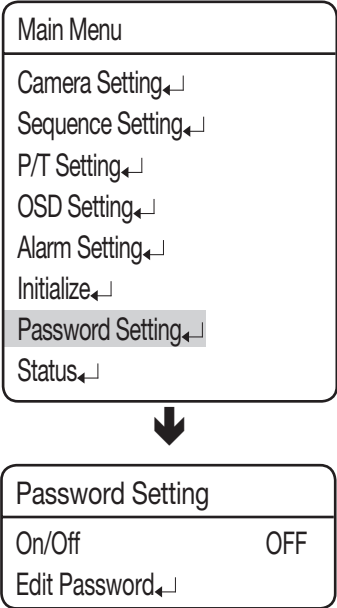 Main Menu
Camera Setting↵
Sequence Setting↵
P/T Setting↵
OSD Setting↵
Alarm Setting↵
Initialize↵
Password Setting↵
Status↵
Password Setting
On/Off OFF
Edit Password↵